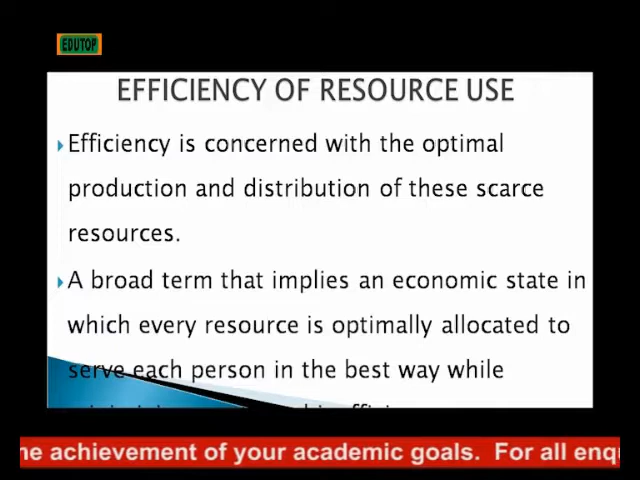 EDUTOP
EFFICIENCY OF RESOURCE USE
Efficiency is concerned with the optimal
production and distribution of these scarce
resources.
A broad term that implies an economic state in
which every resource is optimally allocated to
serve each person in the best way while
he achievement of your academic goals. For all enqu